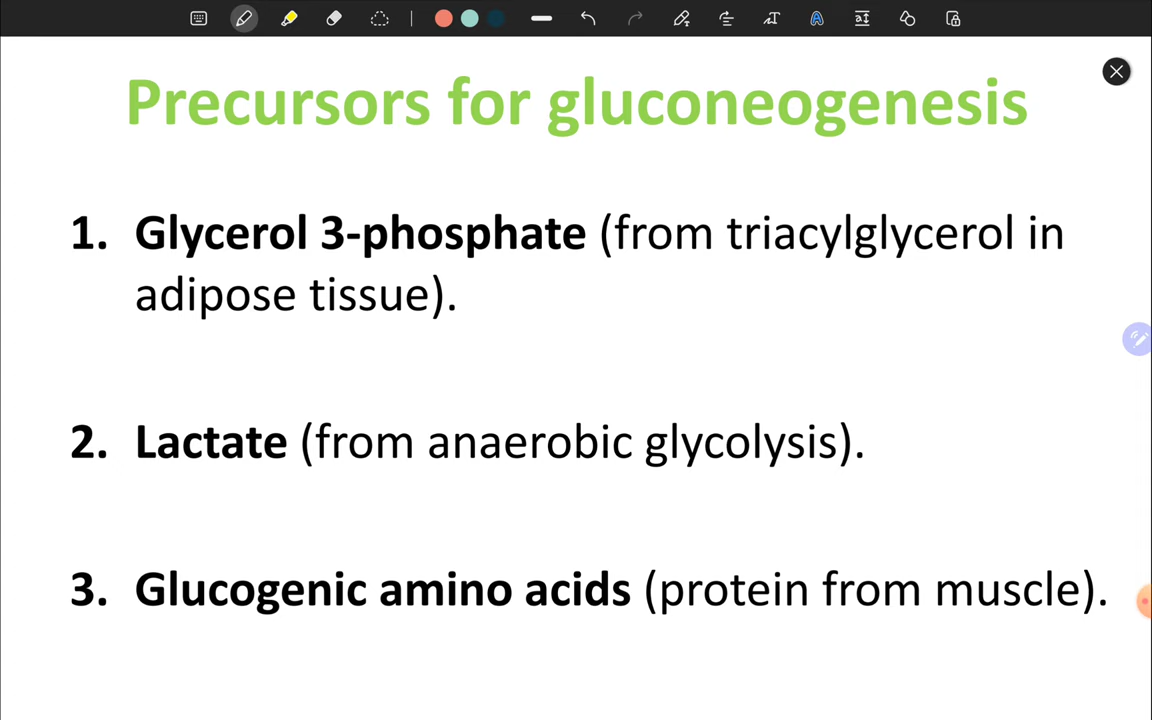 Precursors for gluconeogenesis
1. Glycerol 3-phosphate (from triacylglycerol in
adipose tissue).
2. Lactate (from anaerobic glycolysis).
3. Glucogenic amino acids (protein from muscle).